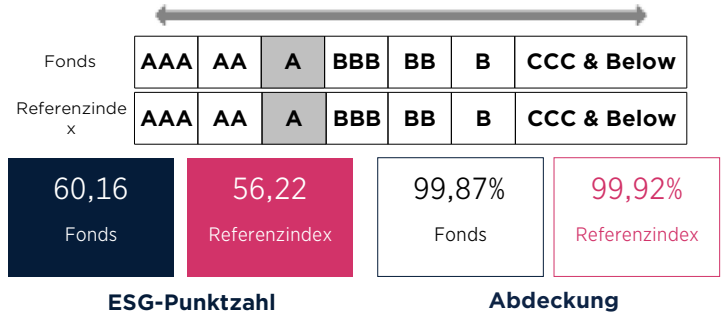 Fonds AAA AA A BBB BB B CCC & Below
Referenzinde
x AAA AA A BBB BB B CCC & Below
60,16 56,22 99,87% 99,92%
Fonds Referenzindex Fonds Referenzindex
ESG-Punktzahl Abdeckung